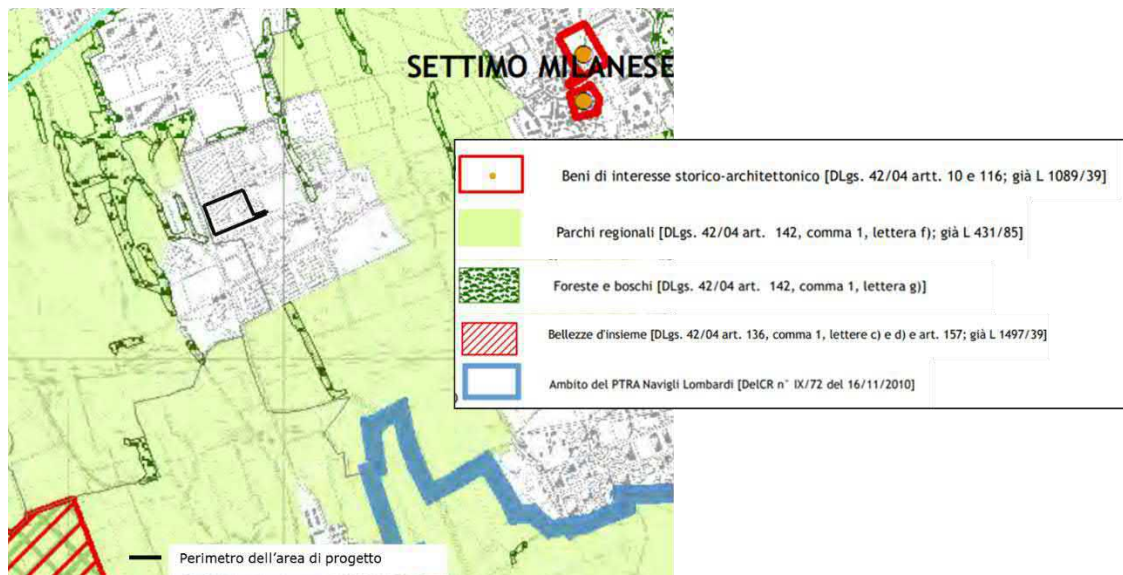 SETTIMO MILANESE
Beni di interesse storico-architettonico [DLgs. 42/04 artt. 10 e 116; già L 1089/39]
Parchi regionali [DLgs. 42/04 art. 142, comma 1, lettera f); già L 431/85]
Foreste e boschi [DLgs. 42/04 art. 142, comma 1, lettera g)]
Bellezze d'insieme [DLgs. 42/04 art. 136, comma 1, lettere c) e d) e art. 157; già L 1497/39]
Ambito del PTRA Navigli Lombardi [DelCR n° IX/72 del 16/11/2010]
Perimetro dell'area di progetto